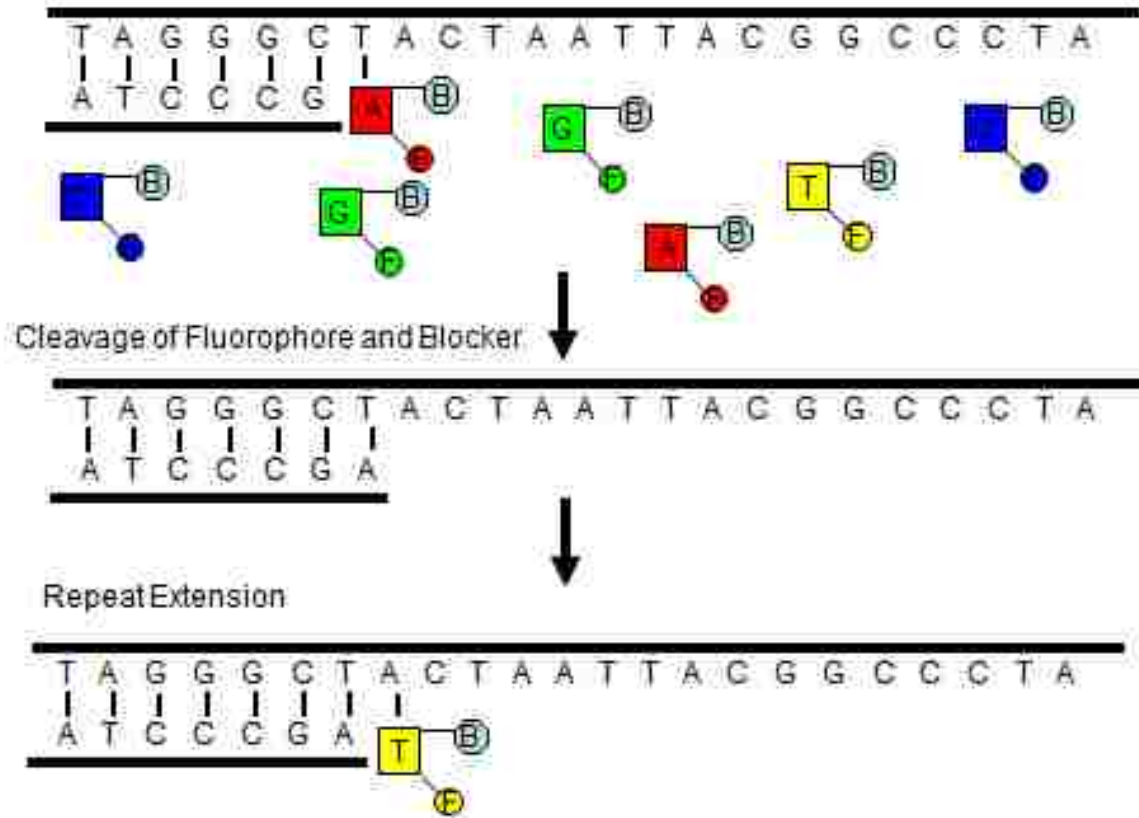 T A G G G C T A C T A A T T A C G G C C C T A
A T C C C G A B
G B F
B
B
G B F
A B
T B F
Cleavage of Fluorophore and Blocker
T A G G G C T A C T A A T T A C G G C C C T A
A T C C C G A
Repeat Extension
T A G G G C T A C T A A T T A C G G C C C T A
A T C C C G A T B
F